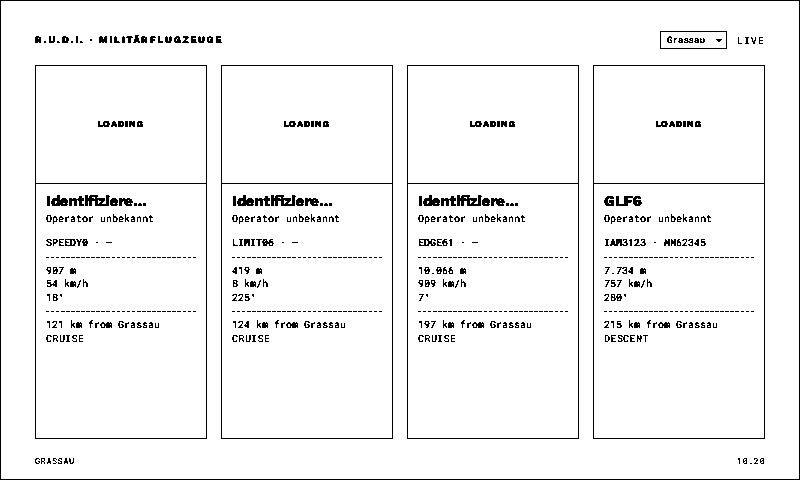 R.U.D.I. · MILITÄRFLUGZEUGE
Grassau
LIVE
LOADING
Identifiziere...
Operator unbekannt
SPEEDY0 · —
907 m
54 km/h
18°
121 km from Grassau
CRUISE
LOADING
Identifiziere...
Operator unbekannt
LIMIT06 · —
419 m
8 km/h
225°
124 km from Grassau
CRUISE
LOADING
Identifiziere...
Operator unbekannt
EDGE61 · —
10.066 m
909 km/h
7°
197 km from Grassau
CRUISE
LOADING
GLF6
Operator unbekannt
IAM3123 · MM62345
7.734 m
757 km/h
280°
215 km from Grassau
DESCENT
GRASSAU
10.20